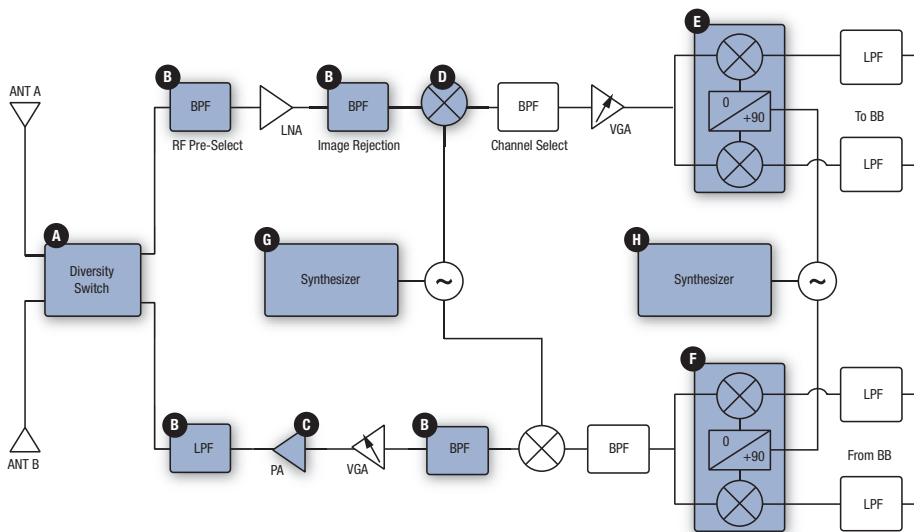 E
B
B
D
ANT A
BPF
BPF
BPF
LPF
LNA
VGA
0
+90
To BB
RF Pre-Select
Image Rejection
Channel Select
LPF
A
G
H
Diversity
Switch
Synthesizer
~
Synthesizer
~
F
LPF
B
C
B
0
+90
From BB
ANT B
LPF
PA
VGA
BPF
BPF
LPF